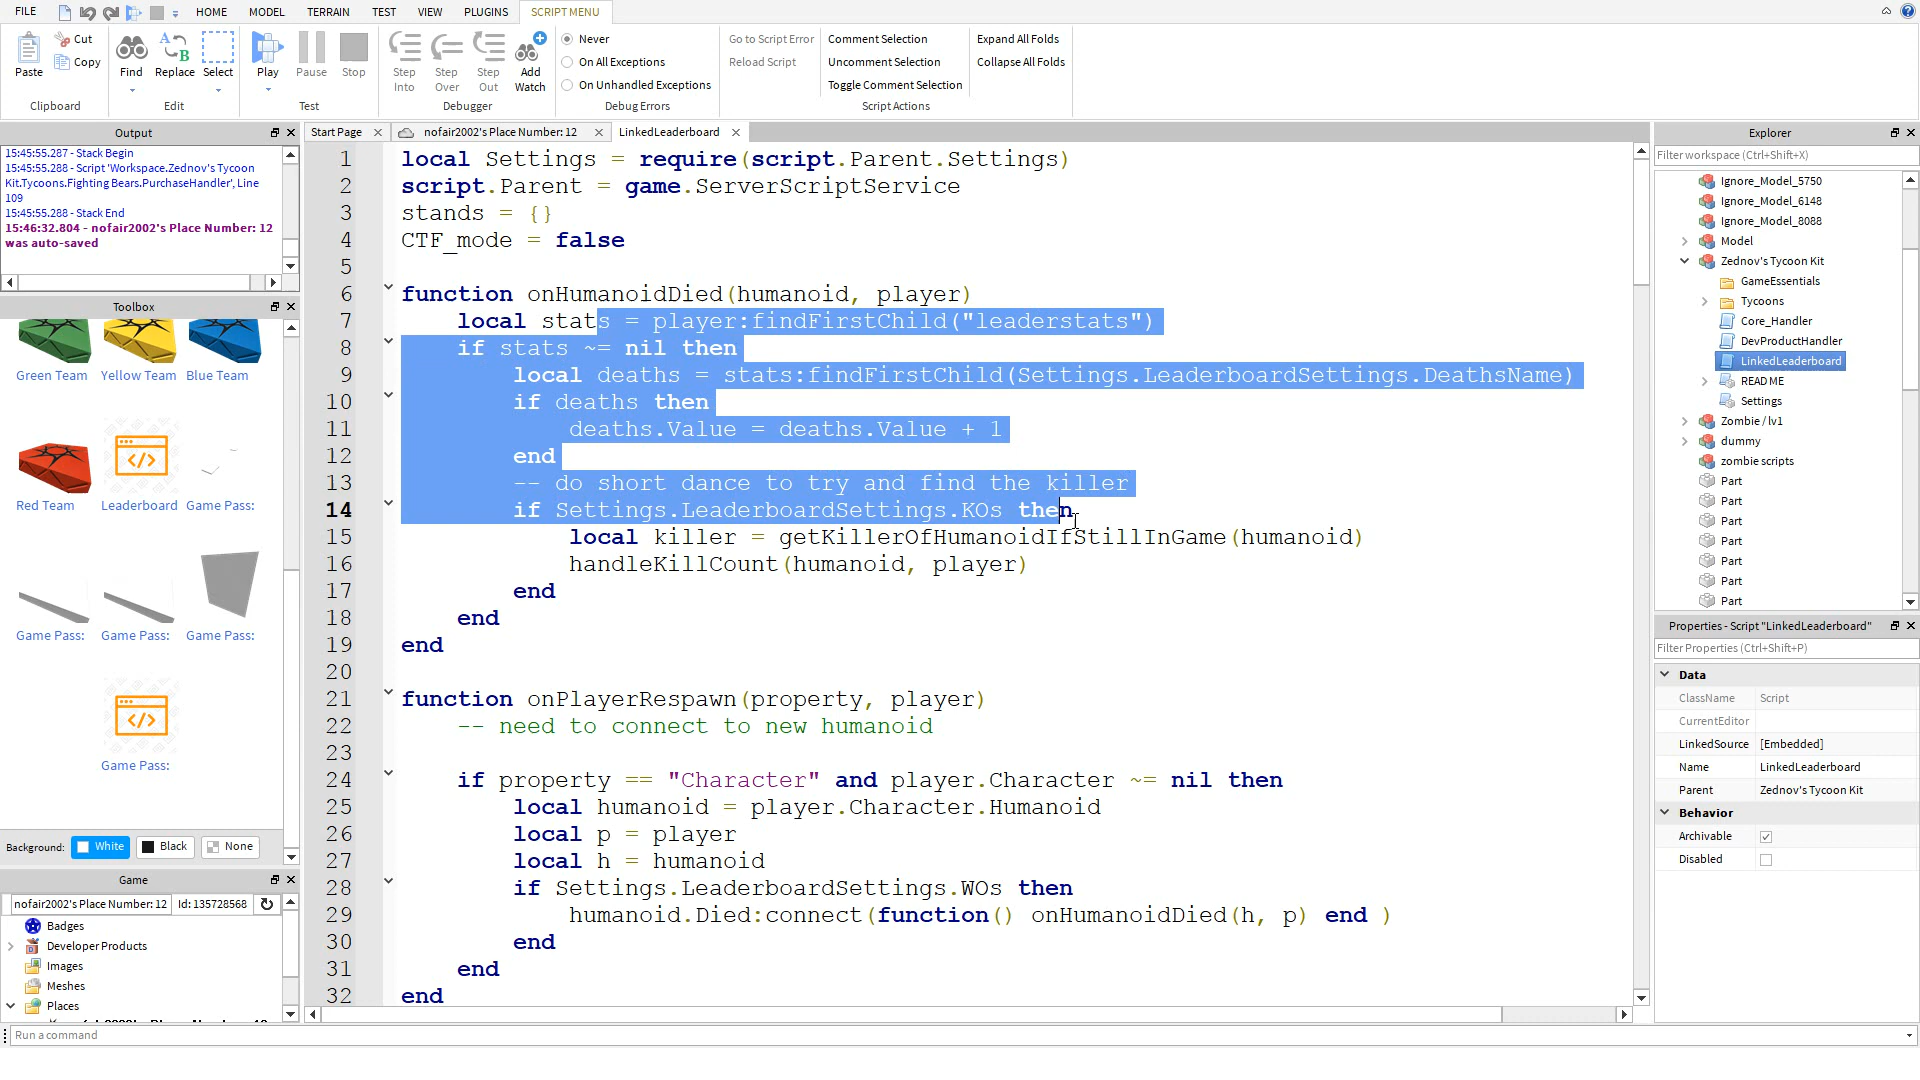 FILE
HOME
MODEL
TERRAIN
TEST
VIEW
PLUGINS
SCRIPT MENU
Paste
Cut
Copy
Clipboard
Find
Replace
Select
Edit
Play
Pause
Stop
Test
Step Into
Step Over
Step Out
Add Watch
Debugger
Never
On All Exceptions
On Unhandled Exceptions
Debug Errors
Go to Script Error
Reload Script
Comment Selection
Uncomment Selection
Toggle Comment Selection
Expand All Folds
Collapse All Folds
Script Actions
Output
15:45:55.287 - Stack Begin
15:45:55.288 - Script 'Workspace.Zednov's Tycoon
Kit.Tycoons.Fighting Bears.PurchaseHandler', Line
109
15:45:55.288 - Stack End
15:46:32.804 - nofair2002's Place Number: 12
was auto-saved
Toolbox
Green Team
Yellow Team
Blue Team
Red Team
Leaderboard
Game Pass:
Game Pass:
Game Pass:
Game Pass:
Game Pass:
Background:
White
Black
None
Game
nofair2002's Place Number: 12
Id: 135728568
Badges
Developer Products
Images
Meshes
Places
Run a command
Start Page
nofair2002's Place Number: 12
LinkedLeaderboard
1 local Settings = require(script.Parent.Settings)
2 script.Parent = game.ServerScriptService
3 stands = {}
4 CTF_mode = false
5
6 function onHumanoidDied(humanoid, player)
7 local stats = player:findFirstChild("leaderstats")
8 if stats ~= nil then
9 local deaths = stats:findFirstChild(Settings.LeaderboardSettings.DeathsName)
10 if deaths then
11 deaths.Value = deaths.Value + 1
12 end
13 -- do short dance to try and find the killer
14 if Settings.LeaderboardSettings.KOs then
15 local killer = getKillerOfHumanoidIfStillInGame(humanoid)
16 handleKillCount(humanoid, player)
17 end
18 end
19 end
20
21 function onPlayerRespawn(property, player)
22 -- need to connect to new humanoid
23
24 if property == "Character" and player.Character ~= nil then
25 local humanoid = player.Character.Humanoid
26 local p = player
27 local h = humanoid
28 if Settings.LeaderboardSettings.WOs then
29 humanoid.Died:connect(function() onHumanoidDied(h, p) end )
30 end
31 end
32 end
Explorer
Filter workspace (Ctrl+Shift+X)
Ignore_Model_5750
Ignore_Model_6148
Ignore_Model_8088
Model
Zednov's Tycoon Kit
GameEssentials
Tycoons
Core_Handler
DevProductHandler
LinkedLeaderboard
README
Settings
Zombie / lv1
dummy
zombie scripts
Part
Part
Part
Part
Part
Part
Part
Properties - Script "LinkedLeaderboard"
Filter Properties (Ctrl+Shift+P)
Data
ClassName Script
CurrentEditor
LinkedSource [Embedded]
Name LinkedLeaderboard
Parent Zednov's Tycoon Kit
Behavior
Archivable
Disabled